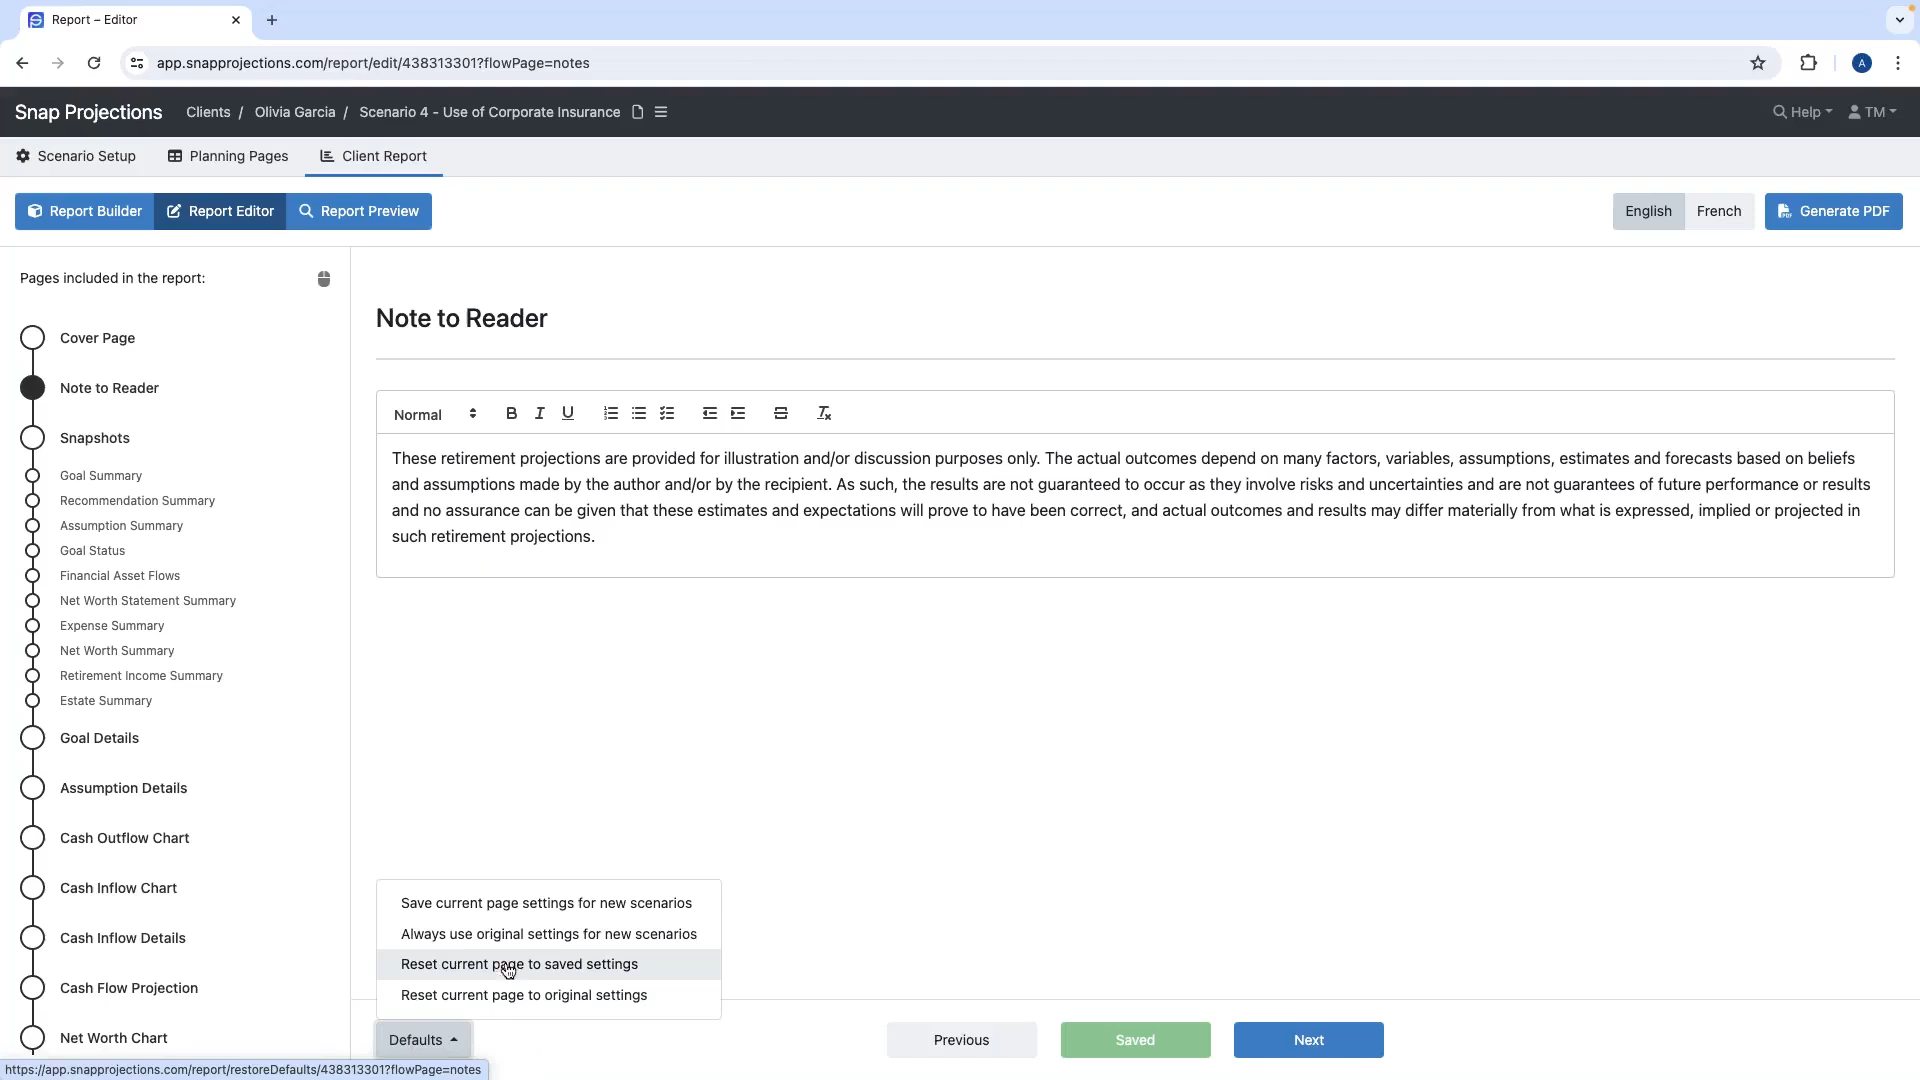 Report – Editor
app.snapprojections.com/report/edit/438313301?flowPage=notes
A
Snap Projections
Clients / Olivia Garcia / Scenario 4 - Use of Corporate Insurance
Help
TM
Scenario Setup
Planning Pages
Client Report
Report Builder
Report Editor
Report Preview
English
French
Generate PDF
Pages included in the report:
Cover Page
Note to Reader
Snapshots
Goal Summary
Recommendation Summary
Assumption Summary
Goal Status
Financial Asset Flows
Net Worth Statement Summary
Expense Summary
Net Worth Summary
Retirement Income Summary
Estate Summary
Goal Details
Assumption Details
Cash Outflow Chart
Cash Inflow Chart
Cash Inflow Details
Cash Flow Projection
Net Worth Chart
Note to Reader
Normal
These retirement projections are provided for illustration and/or discussion purposes only. The actual outcomes depend on many factors, variables, assumptions, estimates and forecasts based on beliefs
and assumptions made by the author and/or by the recipient. As such, the results are not guaranteed to occur as they involve risks and uncertainties and are not guarantees of future performance or results
and no assurance can be given that these estimates and expectations will prove to have been correct, and actual outcomes and results may differ materially from what is expressed, implied or projected in
such retirement projections.
Save current page settings for new scenarios
Always use original settings for new scenarios
Reset current page to saved settings
Reset current page to original settings
Defaults
Previous
Saved
Next
https://app.snapprojections.com/report/restoreDefaults/438313301?flowPage=notes